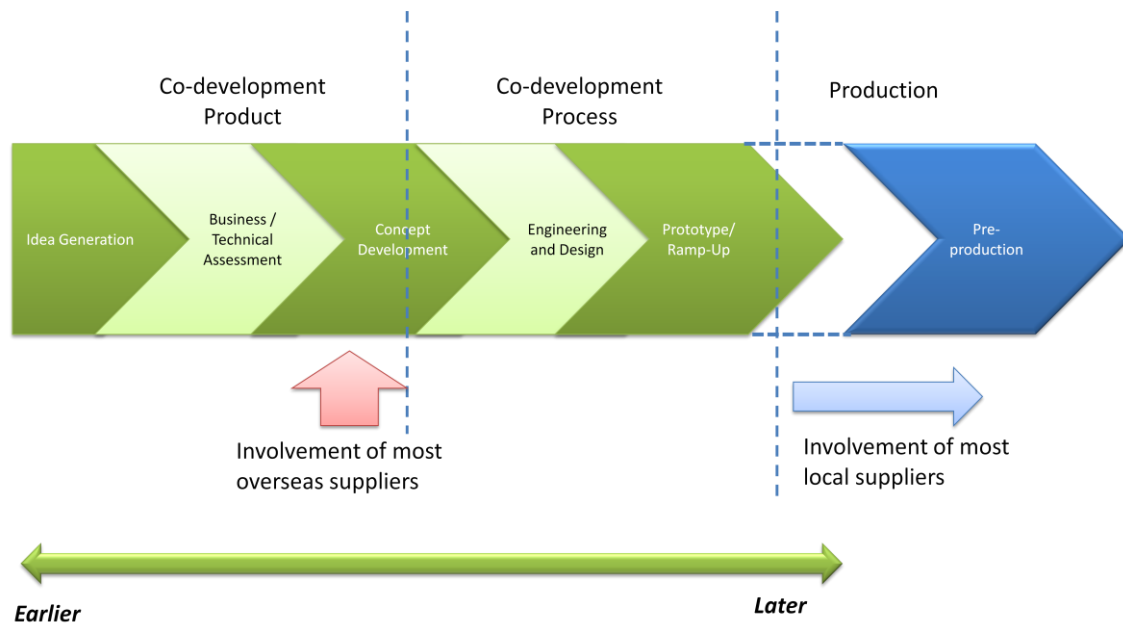 Co-development
Product
Co-development
Process
Production
Idea Generation
Business /
Technical
Assessment
Concept
Development
Engineering
and Design
Prototype/
Ramp-Up
Pre-
production
Involvement of most
overseas suppliers
Involvement of most
local suppliers
Earlier
Later